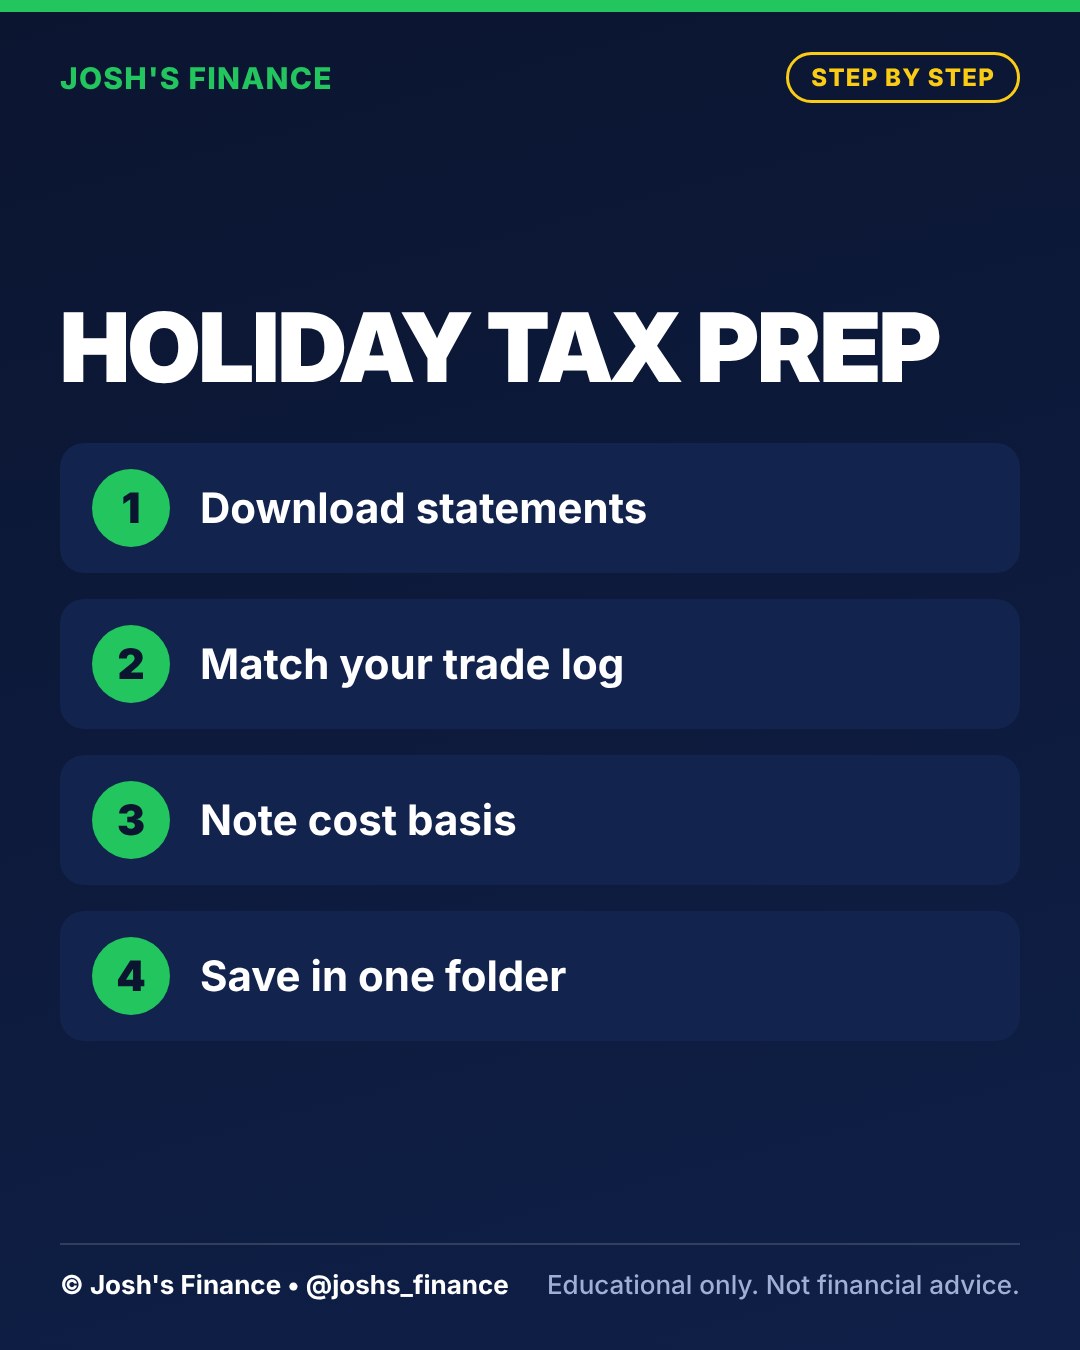 JOSH'S FINANCE
STEP BY STEP
HOLIDAY TAX PREP
1 Download statements
2 Match your trade log
3 Note cost basis
4 Save in one folder
© Josh's Finance • @joshs_finance
Educational only. Not financial advice.